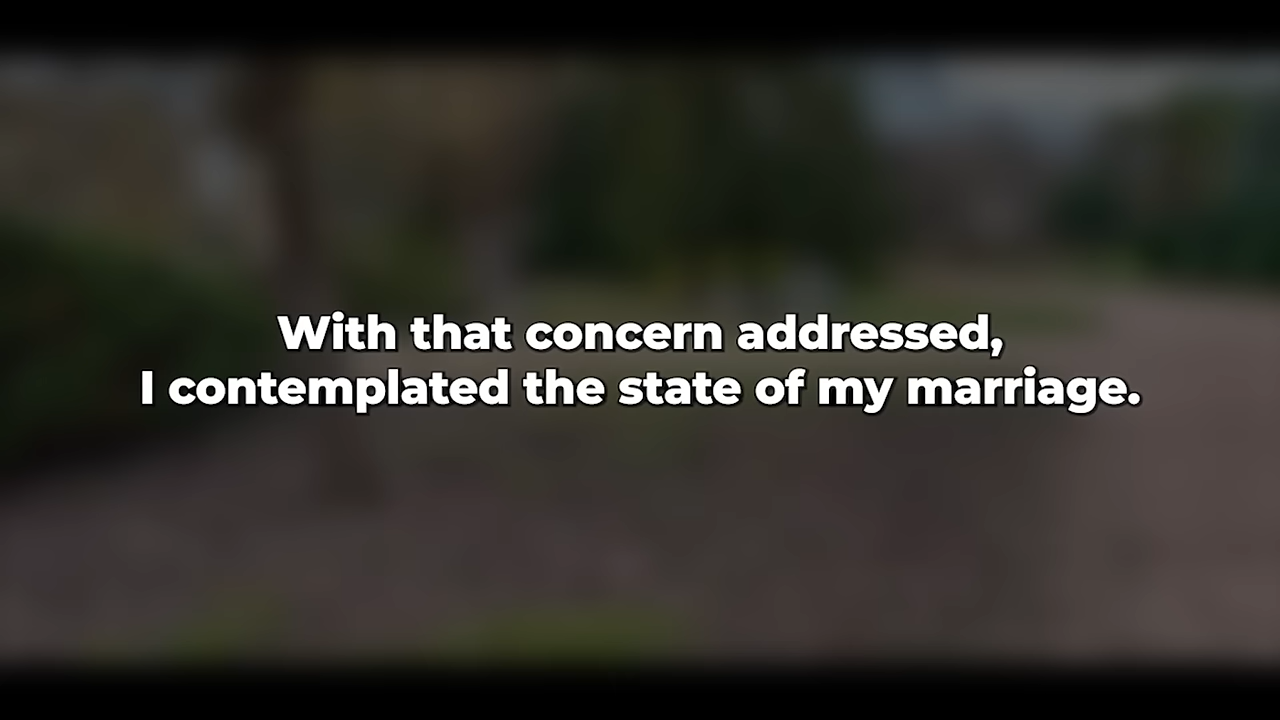 With that concern addressed,
I contemplated the state of my marriage.